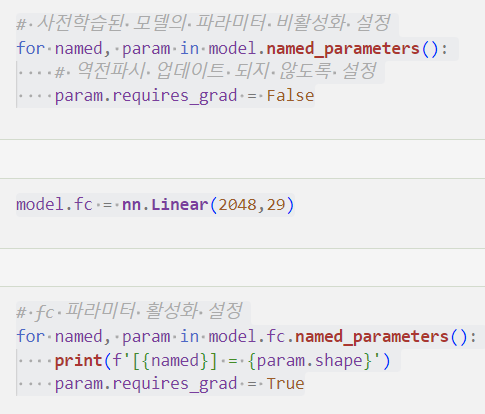 # 사전학습된 모델의 파라미터 비활성화 설정
for named, param in model.named_parameters():
    # 역전파시 업데이트 되지 않도록 설정
    param.requires_grad = False
model.fc = nn.Linear(2048,29)
# fc 파라미터 활성화 설정
for named, param in model.fc.named_parameters():
    print(f'[{named}] = {param.shape}')
    param.requires_grad = True